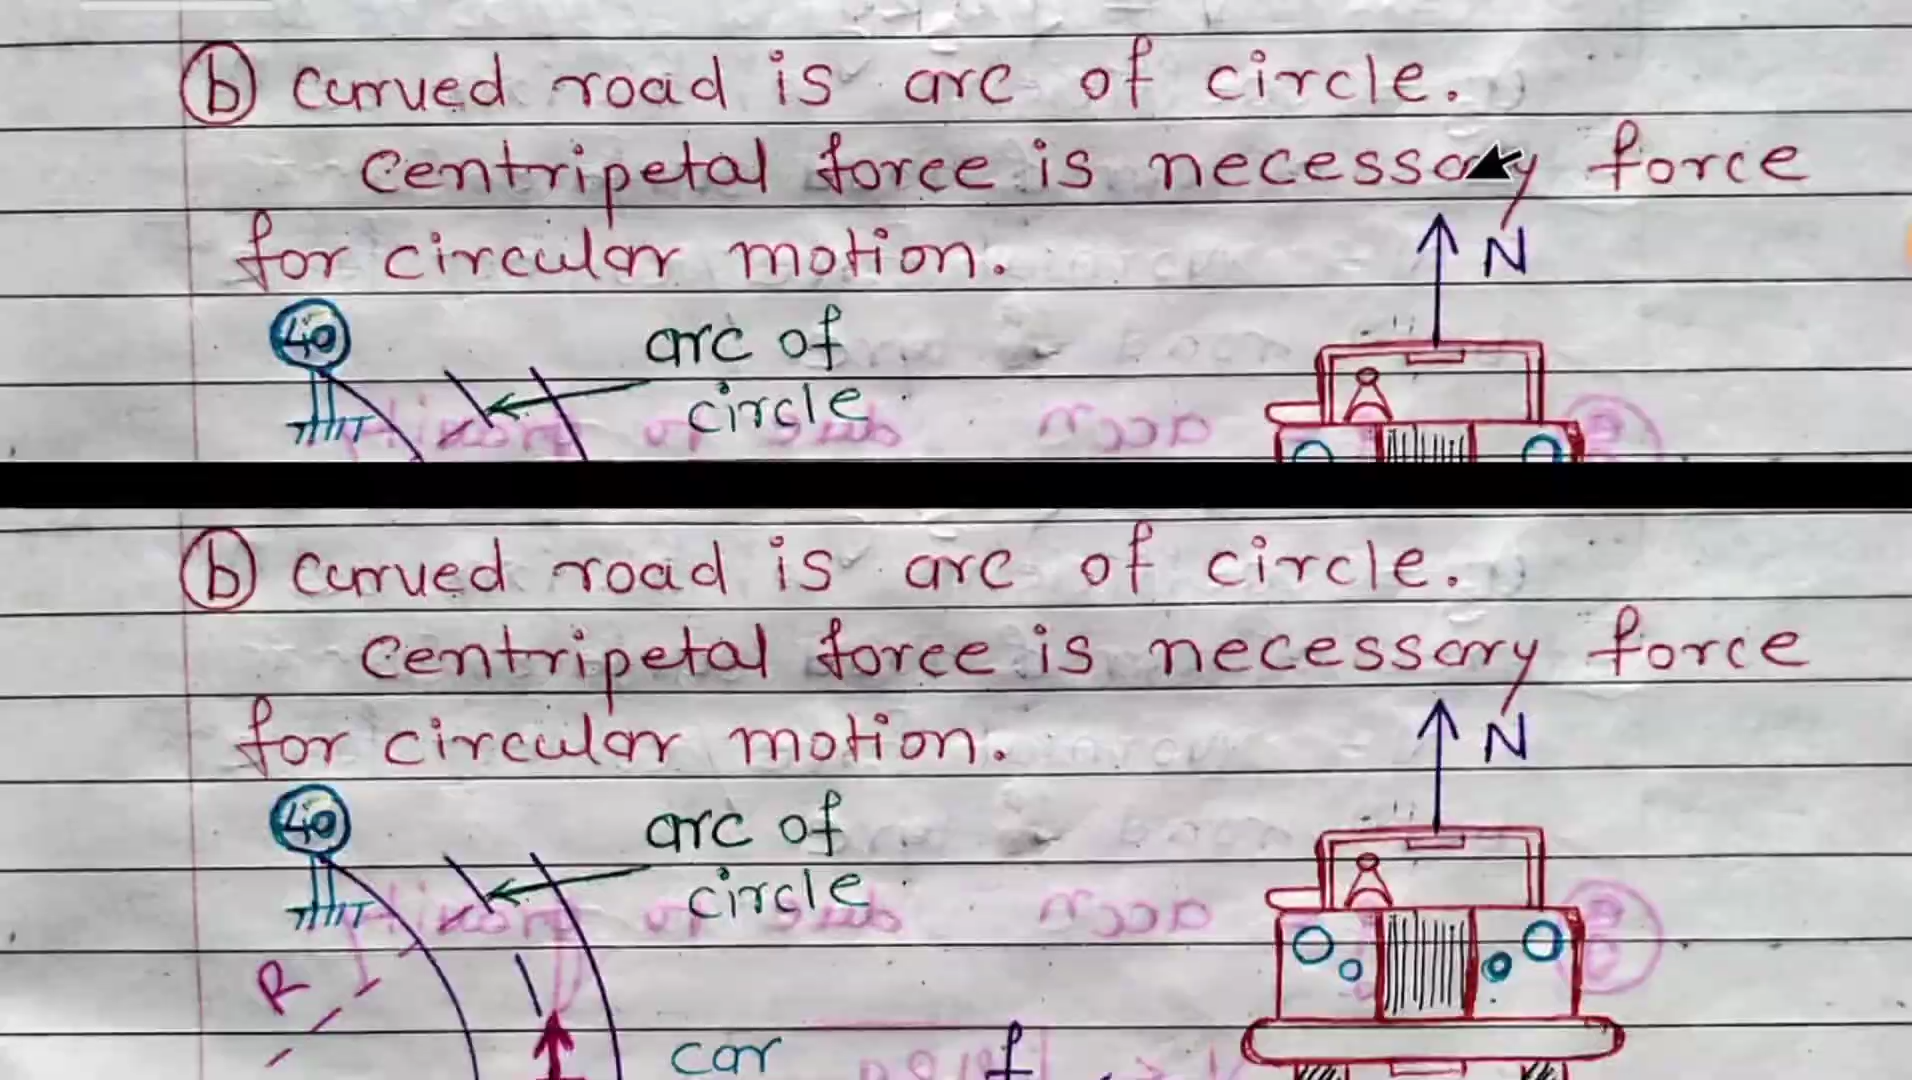 b curved road is arc of circle.
Centripetal force is necessary force
for circular motion.
N
40
arc of
circle
b curved road is arc of circle.
Centripetal force is necessary force
for circular motion.
N
40
arc of
circle
R
car
f